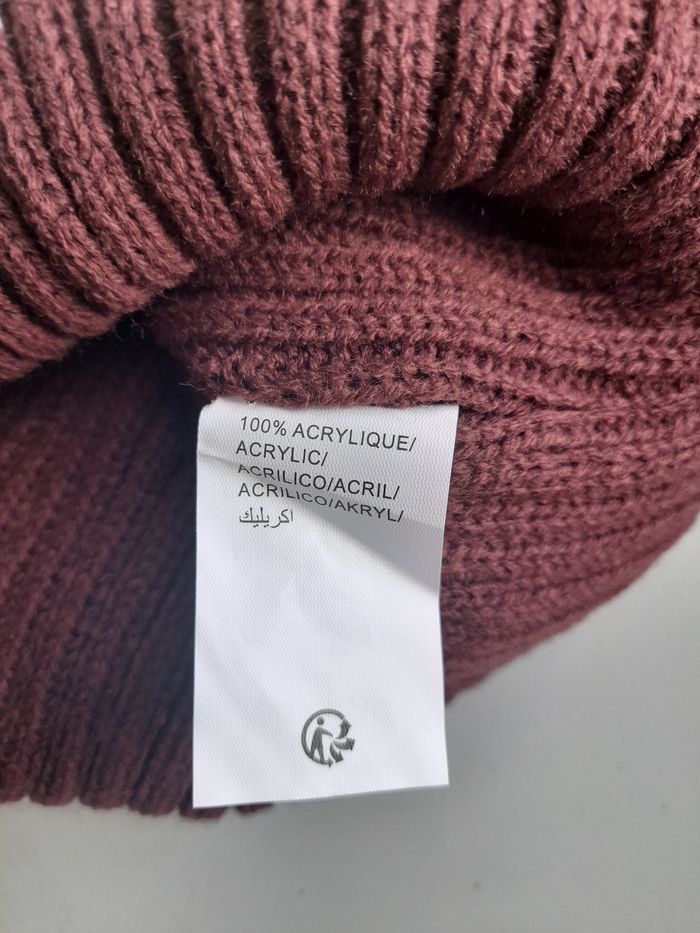 100% ACRYLIQUE/
ACRYLIC/
ACRILICO/ACRIL/
ACRILICO/AKRYL/
اكريليك